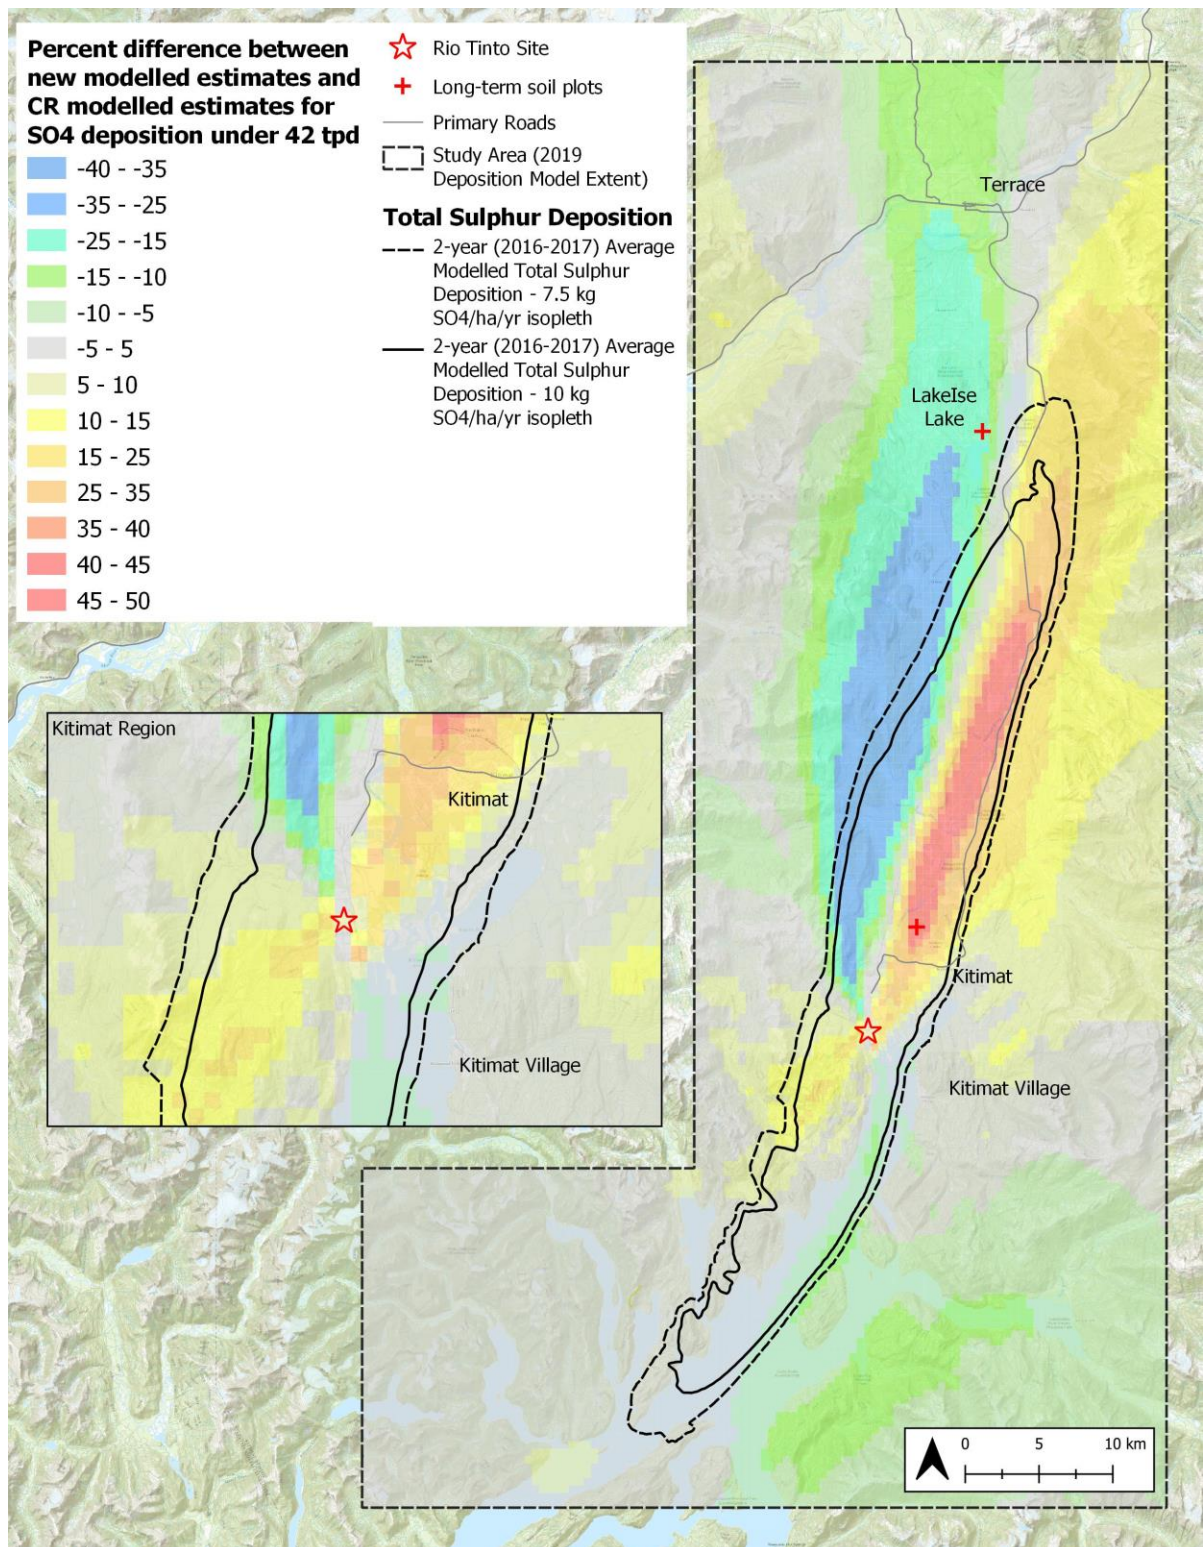 Percent difference between
new modelled estimates and
CR modelled estimates for
SO4 deposition under 42 tpd
-40 - -35
-35 - -25
-25 - -15
-15 - -10
-10 - -5
-5 - 5
5 - 10
10 - 15
15 - 25
25 - 35
35 - 40
40 - 45
45 - 50
Rio Tinto Site
Long-term soil plots
Primary Roads
Study Area (2019
Deposition Model Extent)
Total Sulphur Deposition
2-year (2016-2017) Average
Modelled Total Sulphur
Deposition - 7.5 kg
SO4/ha/yr isopleth
2-year (2016-2017) Average
Modelled Total Sulphur
Deposition - 10 kg
SO4/ha/yr isopleth
Terrace
LakeIse
Lake
Kitimat
Kitimat Village
Kitimat Region
Kitimat
Kitimat Village
0 5 10 km